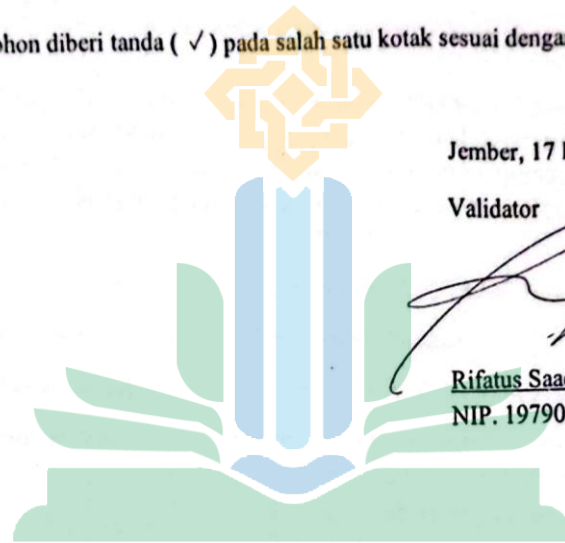 ohon diberi tanda ( √ ) pada salah satu kotak sesuai denga
Jember, 17
Validator
Rifatus Saa
NIP. 19790